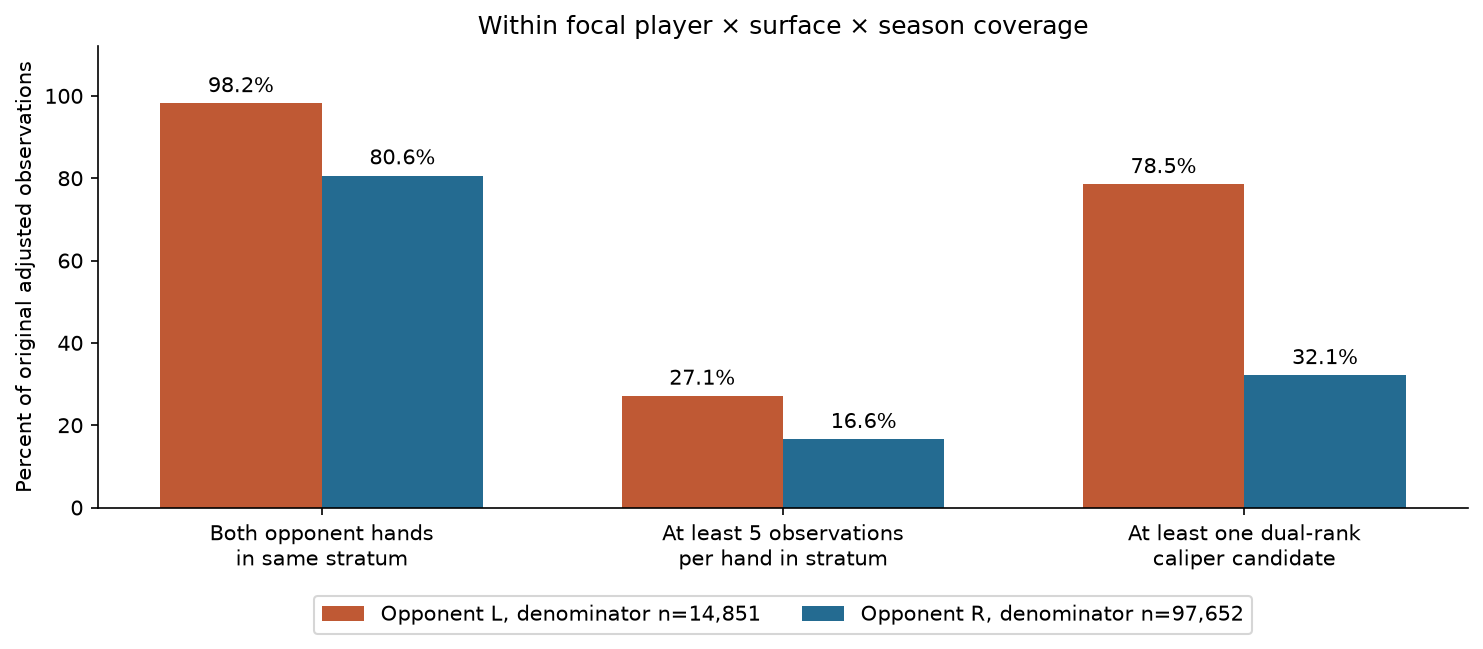 Within focal player × surface × season coverage
Percent of original adjusted observations
100
80
60
40
20
0
98.2%
80.6%
27.1%
16.6%
78.5%
32.1%
Both opponent hands
in same stratum
At least 5 observations
per hand in stratum
At least one dual-rank
caliper candidate
Opponent L, denominator n=14,851
Opponent R, denominator n=97,652